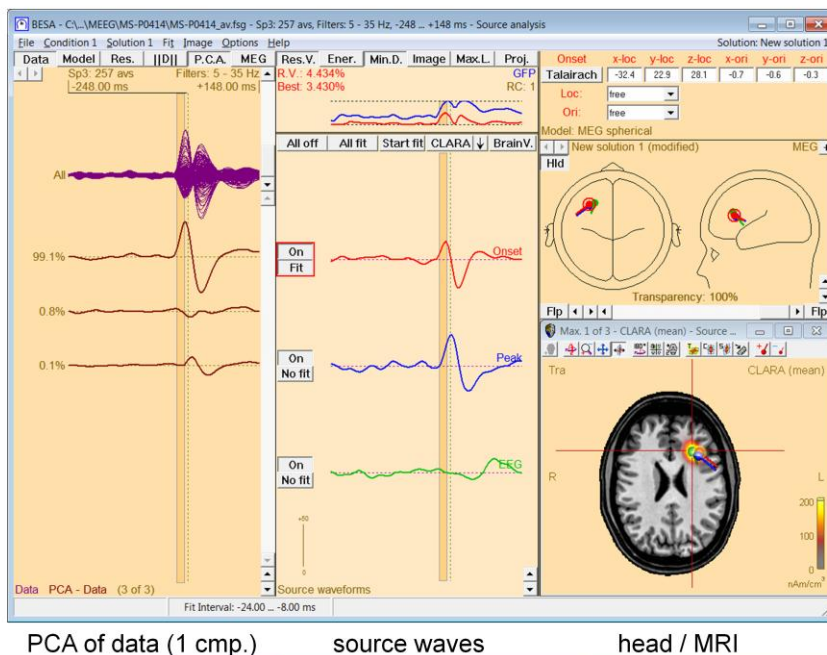 BESA - C:\...\MEEG\MS-P0414\MS-P0414_av.fsg - Sp3: 257 avs, Filters: 5 - 35 Hz, -248 ... +148 ms - Source analysis
File Condition 1 Solution 1 Fit Image Options Help
Solution: New solution 1
Data Model Res. ||D|| P.C.A. MEG
Sp3: 257 avs Filters: 5 - 35 Hz
-248.00 ms +148.00 ms
All
99.1%
0.8%
0.1%
Data PCA - Data (3 of 3)
Res.V. Ener. Min.D. Image Max.L. Proj.
R.V.: 4.434% GFP
Best: 3.430% RC: 1
All off All fit Start fit CLARA BrainV.
On
Fit
Onset
On
No fit
Peak
On
No fit
EEG
Source waveforms
Onset x-loc y-loc z-loc x-ori y-ori z-ori
Talairach -32.4 22.9 28.1 -0.7 -0.6 -0.3
Loc: free
Ori: free
Model: MEG spherical
New solution 1 (modified) MEG +
Hld
Transparency: 100%
Flp Flp
Max. 1 of 3 - CLARA (mean) - Source ...
Tra CLARA (mean)
R L
200
100
0
nAm/cm³
Fit Interval: -24.00 ... -8.00 ms
PCA of data (1 cmp.) source waves head / MRI